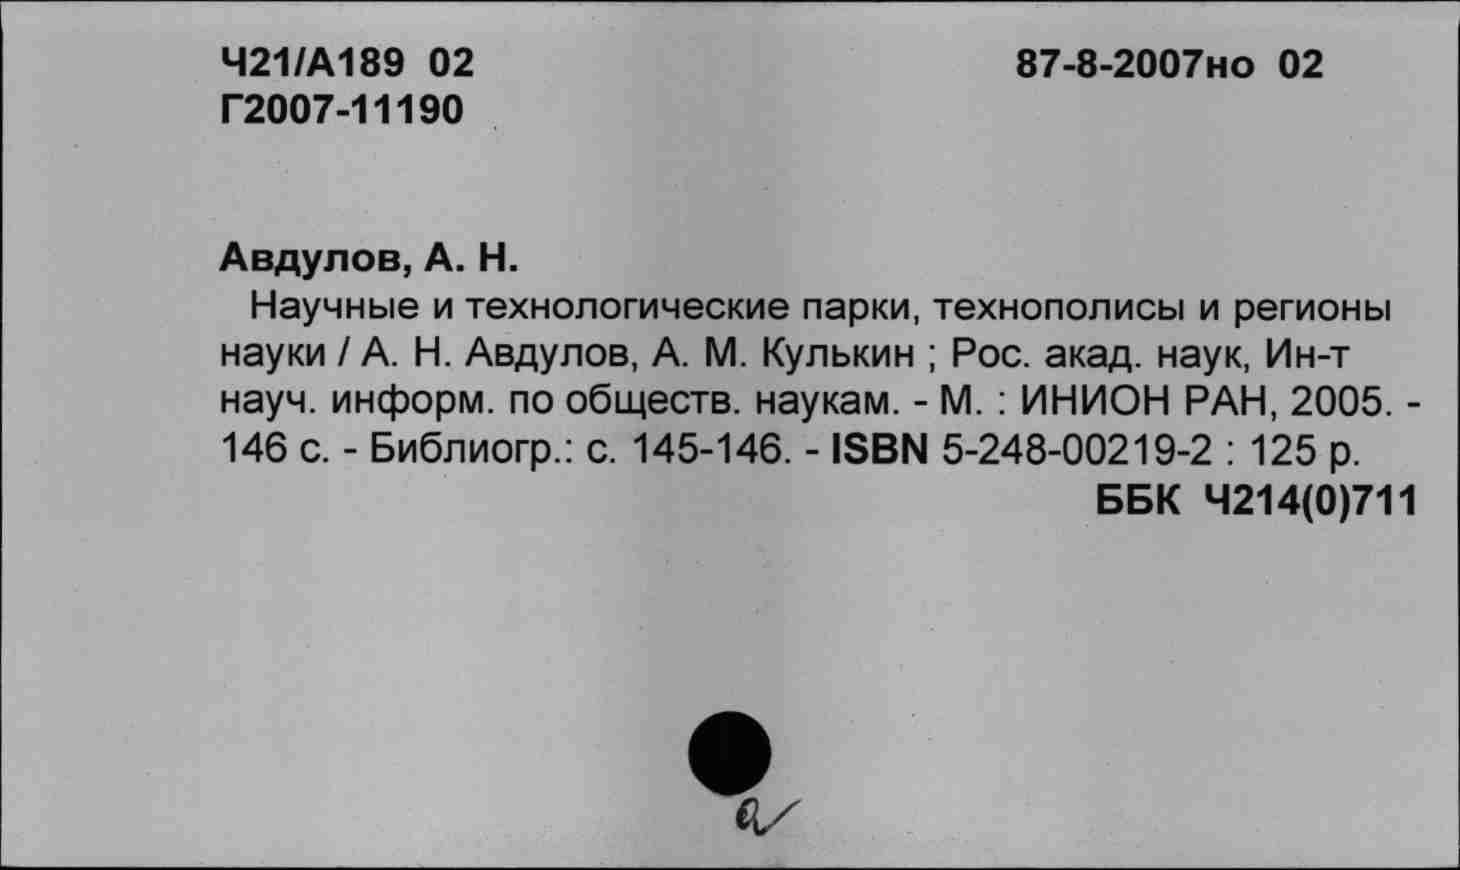 Ч21/А189 02
87-8-2007но 02
Г2007-11190
Авдулов, А. Н.
Научные и технологические парки, технополисы и регионы
науки / А. Н. Авдулов, А. М. Кулькин ; Рос. акад. наук, Ин-т
науч. информ. по обществ. наукам. - М. : ИНИОН РАН, 2005. -
146 с. - Библиогр.: с. 145-146. - ISBN 5-248-00219-2 : 125 р.
ББК Ч214(0)711